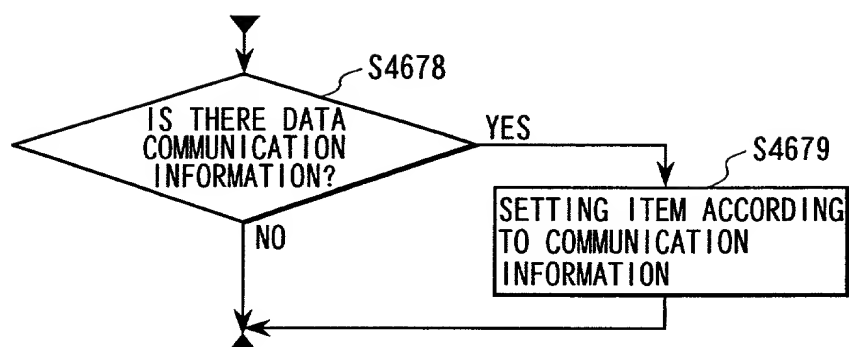 S4678
IS THERE DATA
COMMUNICATION
INFORMATION?
YES
S4679
SETTING ITEM ACCORDING
TO COMMUNICATION
INFORMATION
NO